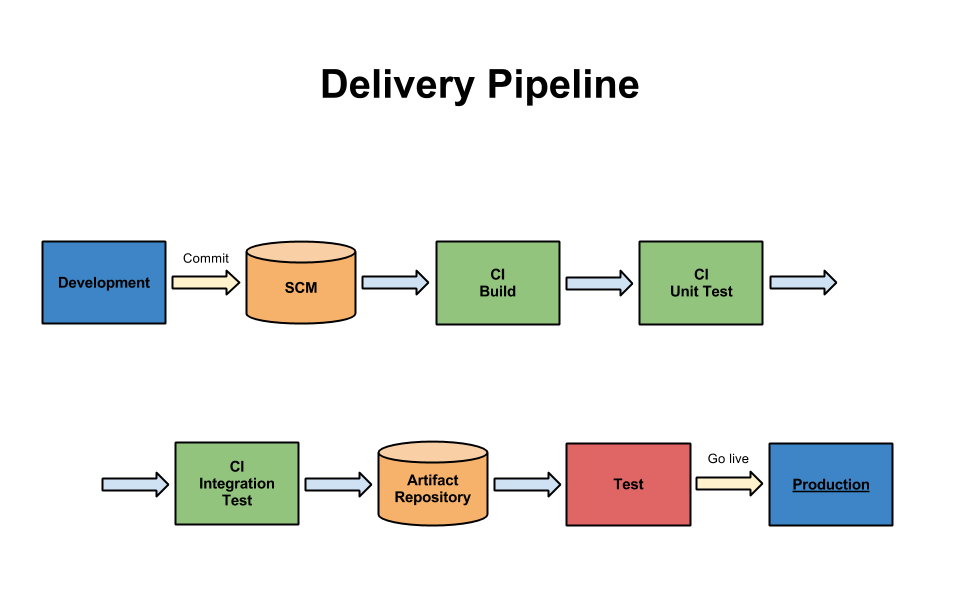 Delivery Pipeline
Development
Commit
SCM
CI
Build
CI
Unit Test
CI
Integration
Test
Artifact
Repository
Test
Go live
Production